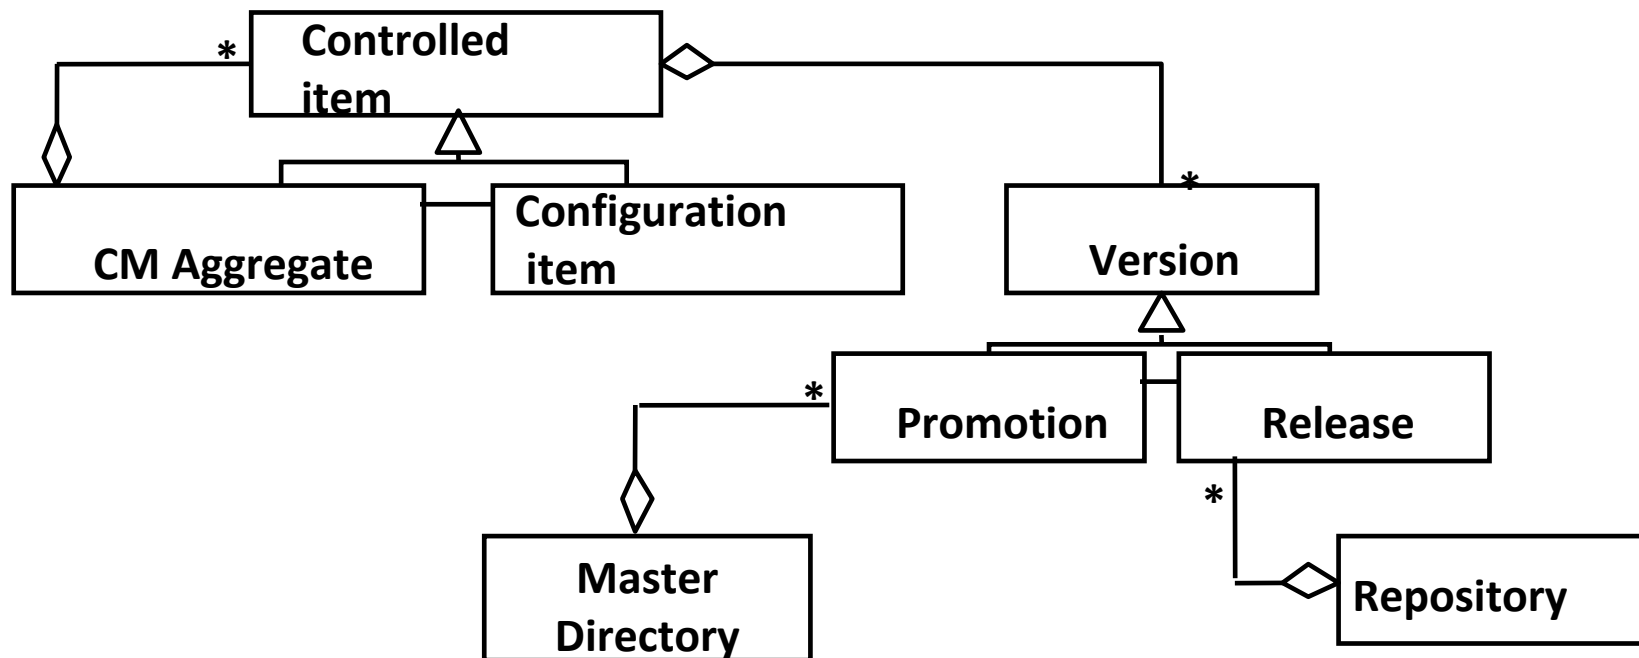 *
Controlled
item
CM Aggregate
Configuration
item
*
Version
*
Promotion
Release
*
Master
Directory
Repository